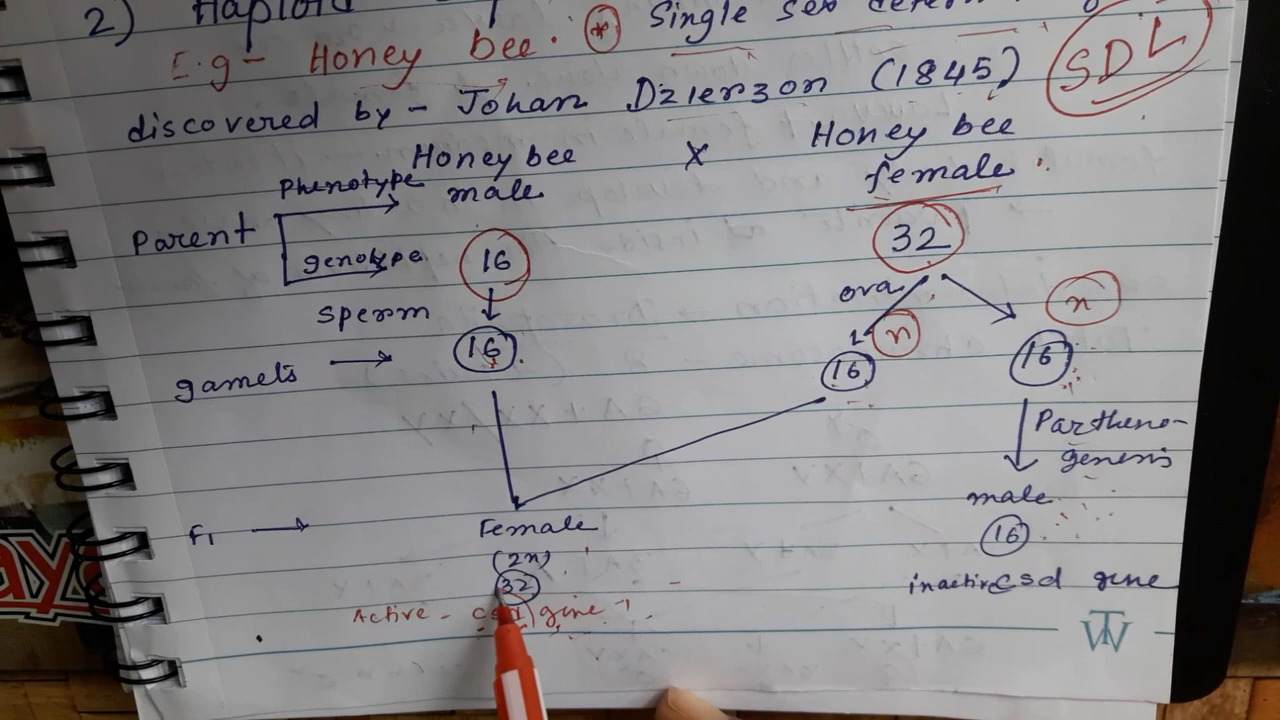 2) Haploid
E.g - Honey bee. * Single sex
SDL
discovered by - Johan Dzierzon (1845)
Honey bee male X Honey bee female
Parent
Phenotype
genotype
16
32
sperm
ova
n
n
gamets
16
16
16
Partheno-
genesis
F1
Female
male
(2n)
16
32
inactive csd gene
Active - csd gene